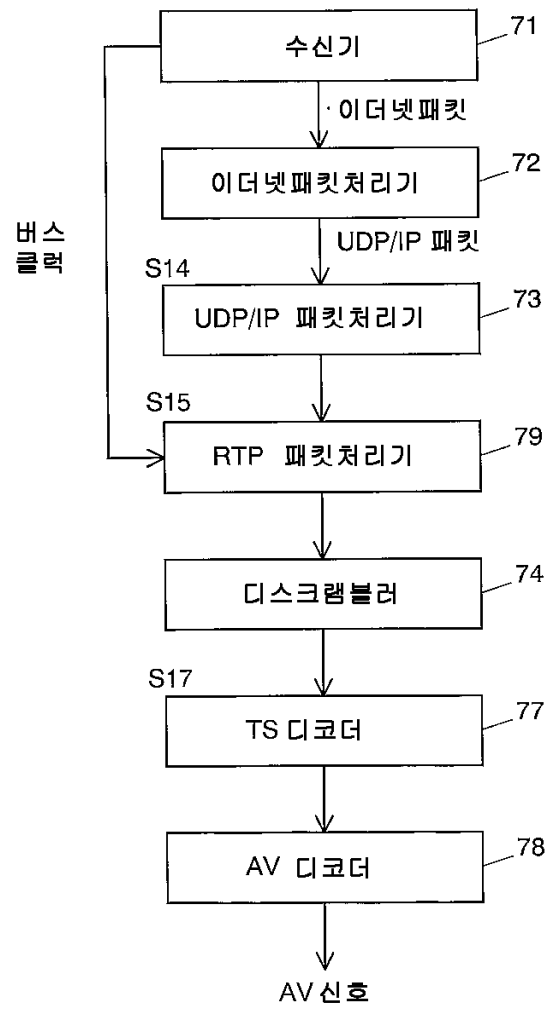 수신기
71
이더넷패킷
이더넷패킷처리기
72
버스
클럭
UDP/IP 패킷
S14
UDP/IP 패킷처리기
73
S15
RTP 패킷처리기
79
디스크램블러
74
S17
TS 디코더
77
AV 디코더
78
AV 신호